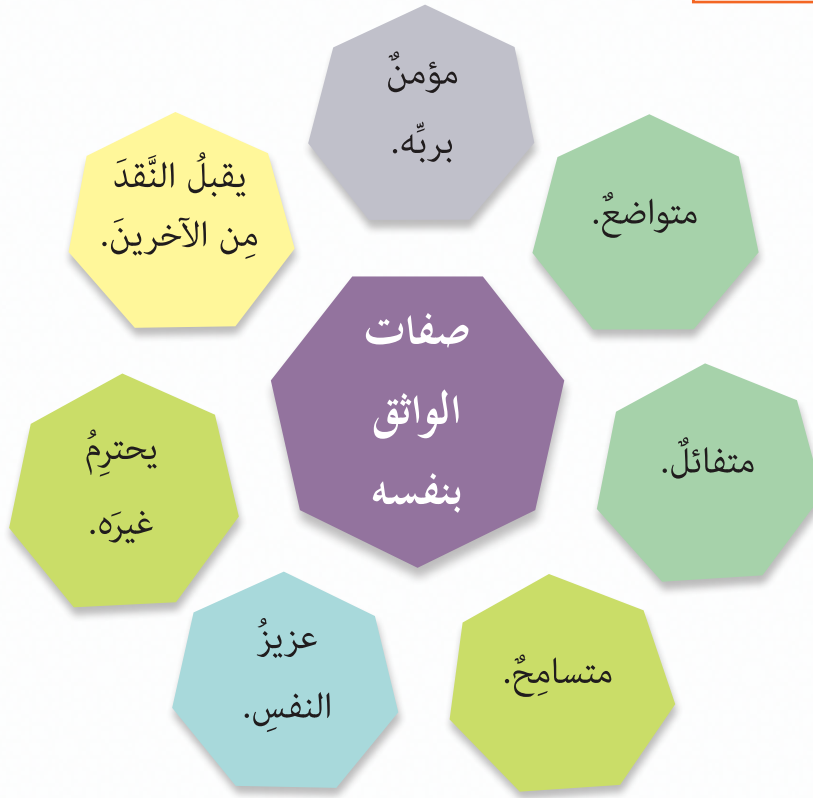 مؤمنٌ
بربِّه.
متواضعٌ.
يقبلُ النَّقدَ
مِن الآخرينَ.
صفات
الواثق
بنفسه
متفائلٌ.
يحترِمُ
غيرَه.
عزيزُ
النفسِ.
متسامِحٌ.